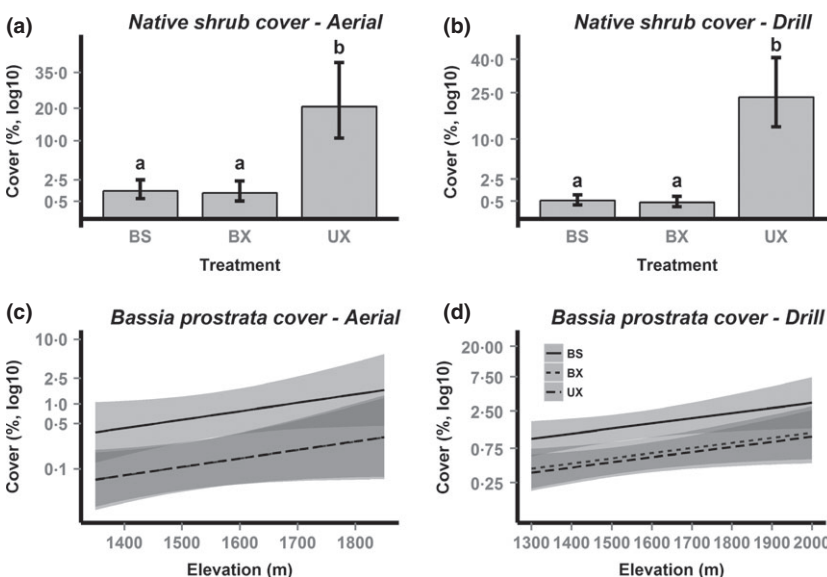 (a)
Native shrub cover - Aerial
b
35·0
20·0
10·0
2·5
0·5
a
a
Cover (%, log10)
BS
BX
UX
Treatment
(b)
Native shrub cover - Drill
b
40·0
25·0
10·0
2·5
0·5
a
a
Cover (%, log10)
BS
BX
UX
Treatment
(c)
Bassia prostrata cover - Aerial
10·0
2·5
1·0
0·5
0·1
Cover (%, log10)
1400
1500
1600
1700
1800
Elevation (m)
(d)
Bassia prostrata cover - Drill
20·00
7·50
2·50
0·75
0·25
Cover (%, log10)
BS
BX
UX
1300
1400
1500
1600
1700
1800
1900
2000
Elevation (m)